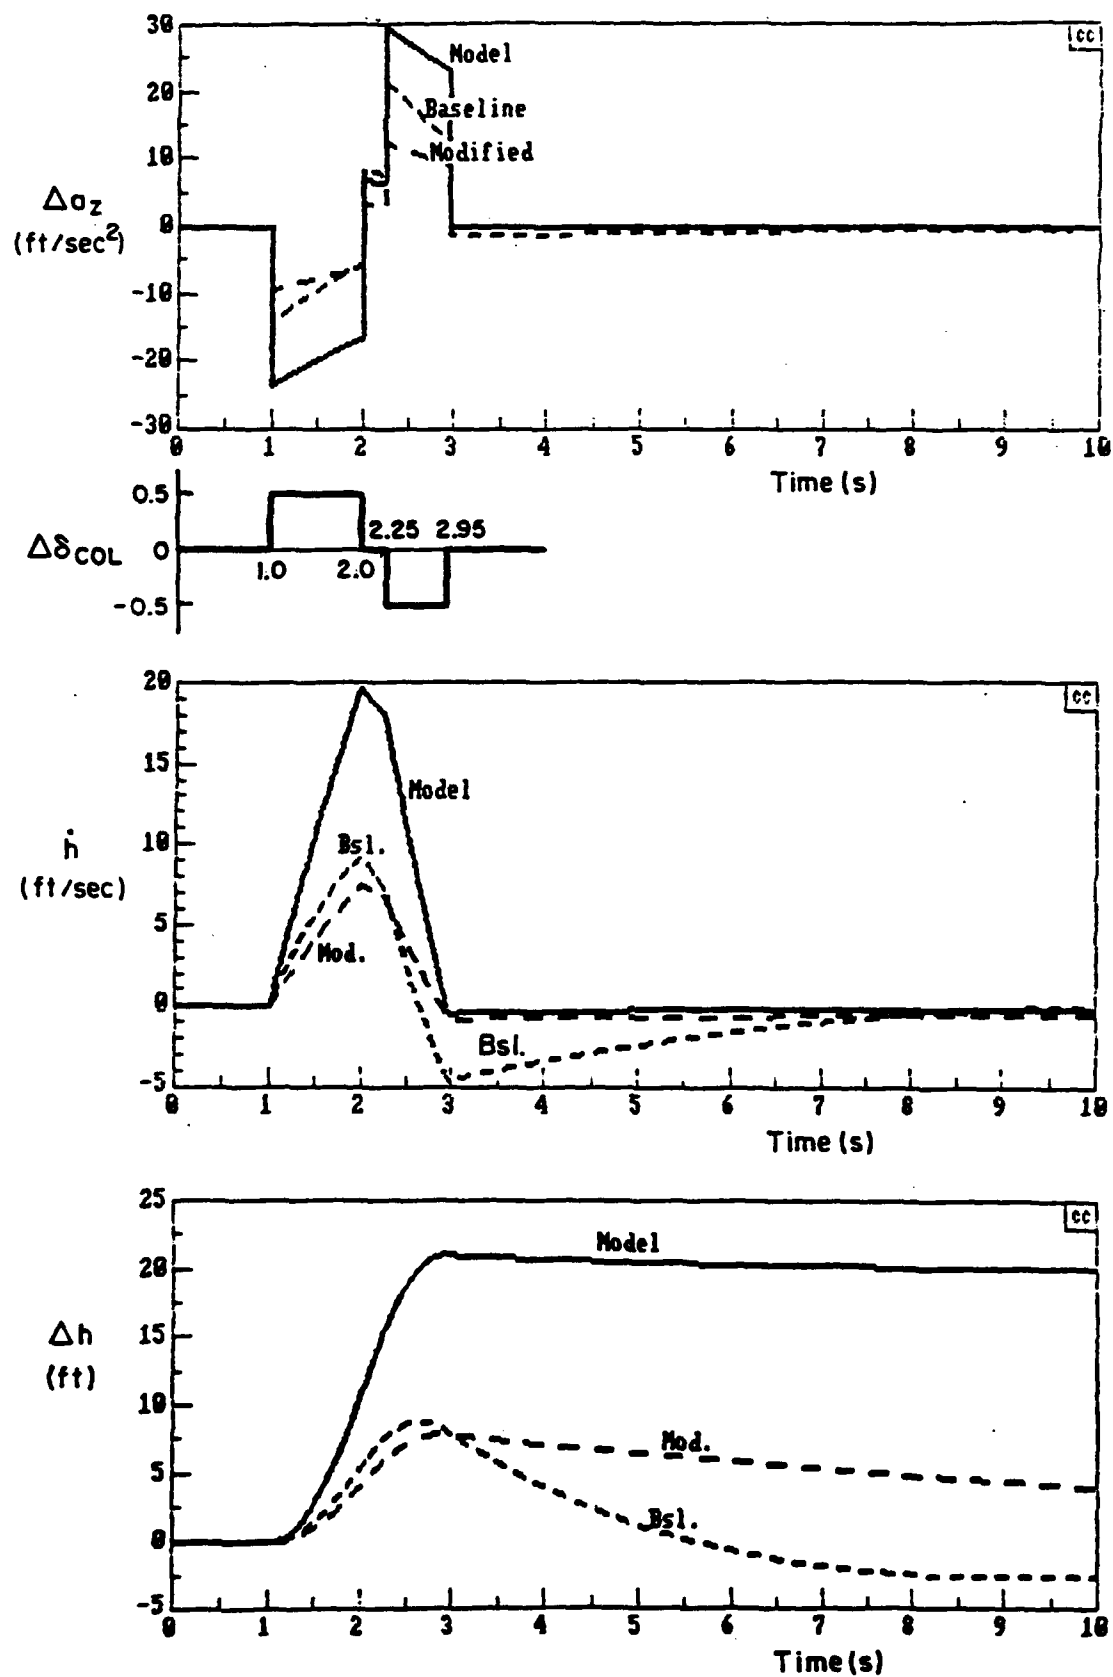 30
cc
Model
20
Baseline
10
Modified
Δaz
(ft/sec²)
0
-10
-20
-30
0 1 2 3 4 5 6 7 8 9 10
Time (s)
0.5
2.25 2.95
ΔδCOL 0
1.0 2.0
-0.5
20
cc
15
Model
10
Bsl.
ḣ
(ft/sec)
5
Mod.
0
Bsl.
-5
0 1 2 3 4 5 6 7 8 9 10
Time (s)
25
cc
Model
20
Δh
(ft)
15
10
Mod.
5
Bsl.
0
-5
0 1 2 3 4 5 6 7 8 9 10
Time (s)